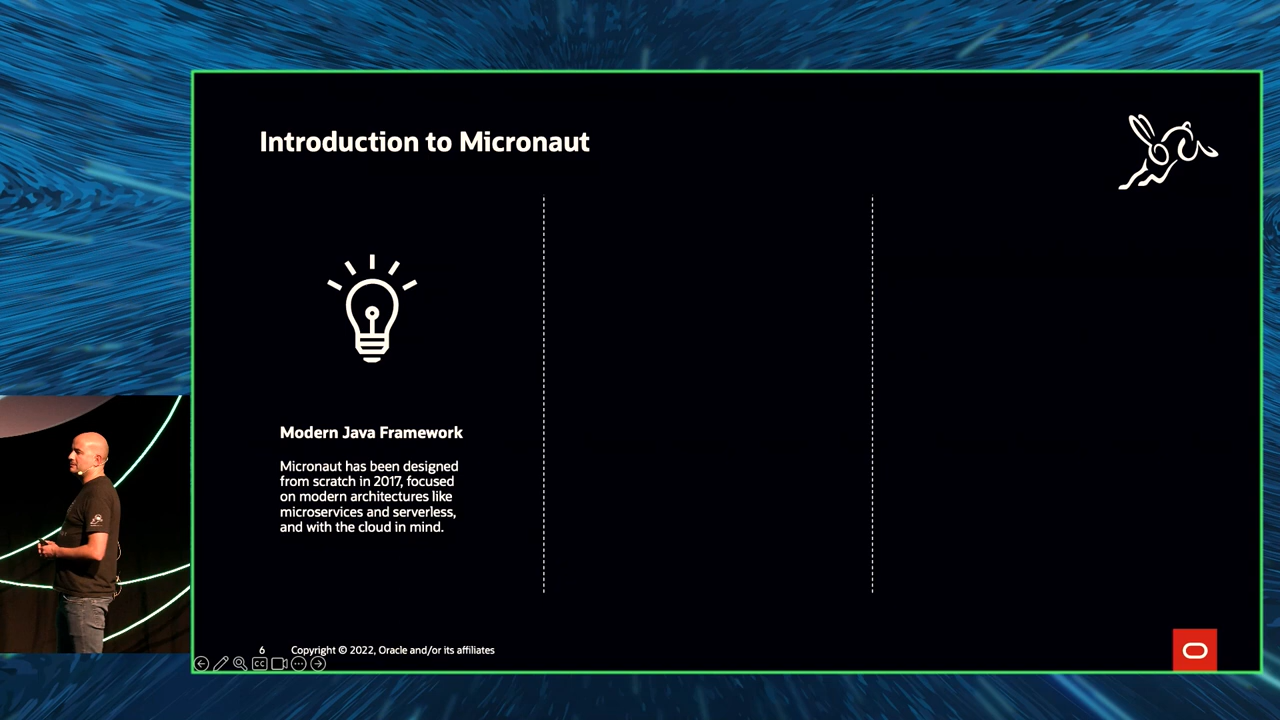 Introduction to Micronaut
Modern Java Framework
Micronaut has been designed
from scratch in 2017, focused
on modern architectures like
microservices and serverless,
and with the cloud in mind.
6
Copyright © 2022, Oracle and/or its affiliates
CC